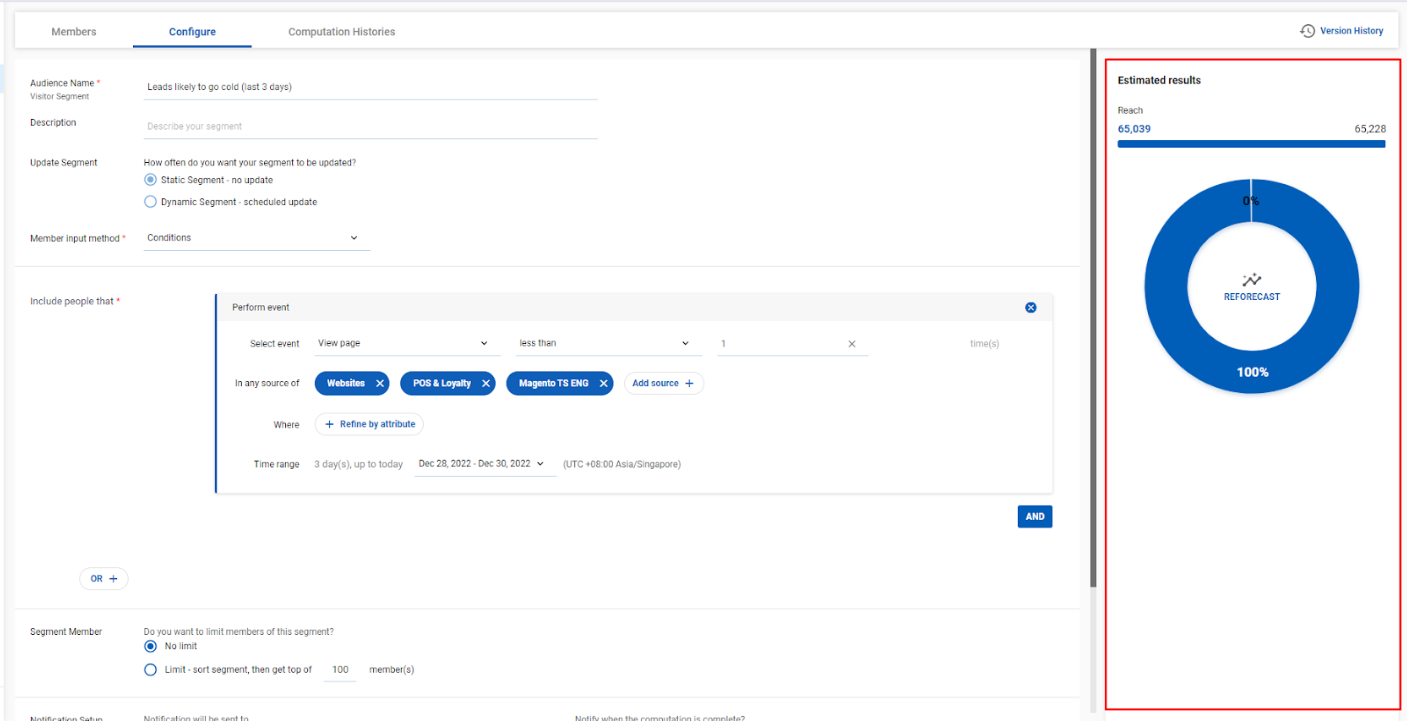 Members
Configure
Computation Histories
Version History
Audience Name *
Visitor Segment
Leads likely to go cold (last 3 days)
Description
Describe your segment
Update Segment
How often do you want your segment to be updated?
Static Segment - no update
Dynamic Segment - scheduled update
Member input method *
Conditions
Include people that *
Perform event
Select event
View page
less than
1
time(s)
In any source of
Websites
POS & Loyalty
Magento TS ENG
Add source +
Where
+ Refine by attribute
Time range
3 day(s), up to today
Dec 28, 2022 - Dec 30, 2022
(UTC +08:00 Asia/Singapore)
AND
OR +
Segment Member
Do you want to limit members of this segment?
No limit
Limit - sort segment, then get top of
100
member(s)
Notification Setup
Notification will be sent to
Notify when the computation is complete?
Estimated results
Reach
65,039
65,228
0%
REFORECAST
100%